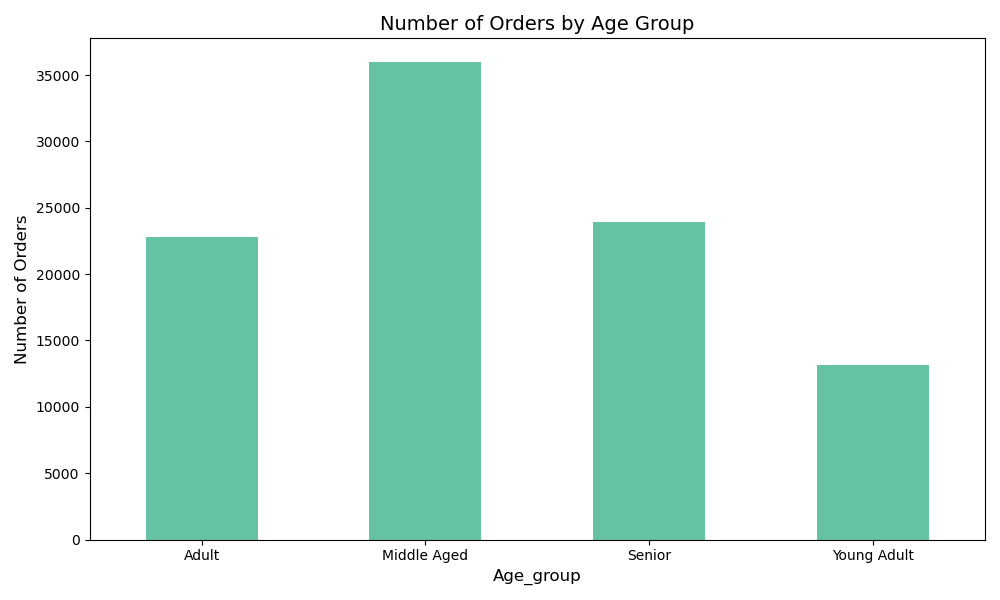 Number of Orders by Age Group
Number of Orders
35000
30000
25000
20000
15000
10000
5000
0
Adult
Middle Aged
Senior
Young Adult
Age_group